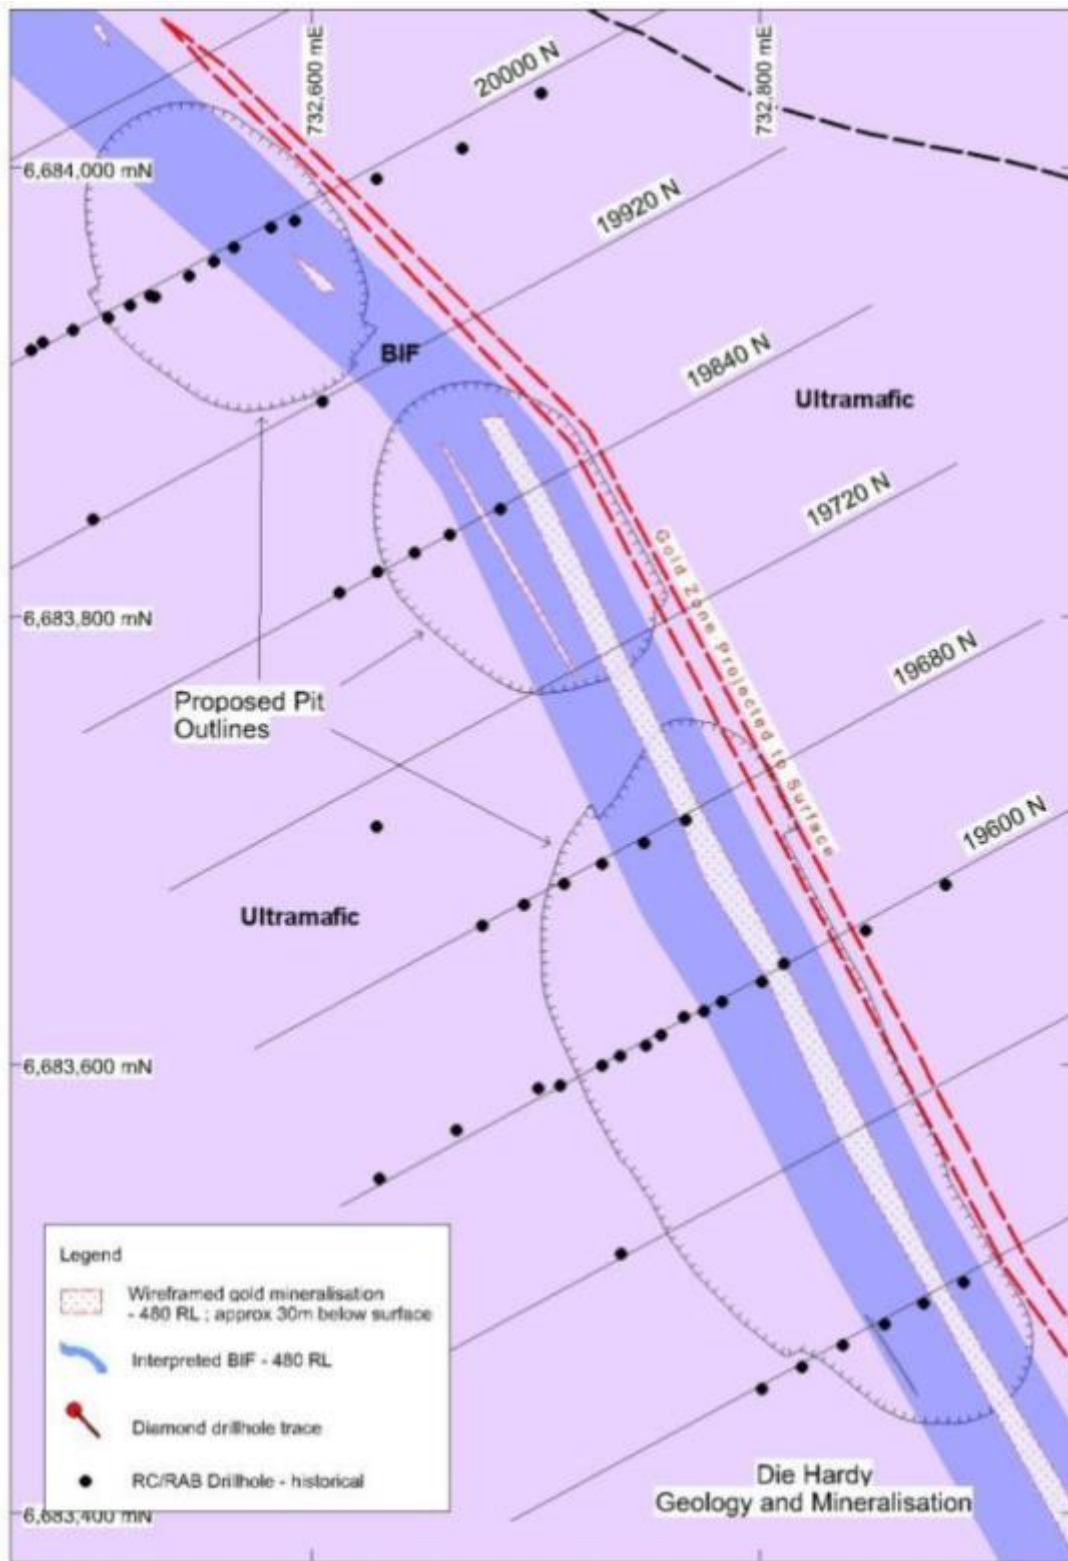 732,600 mE
732,800 mE
20000 N
6,684,000 mN
19920 N
BIF
19840 N
Ultramafic
19720 N
Gold Zone Projected to Surface
6,683,800 mN
19680 N
Proposed Pit
Outlines
19600 N
Ultramafic
6,683,600 mN
Legend
Wireframed gold mineralisation
- 480 RL ; approx 30m below surface
Interpreted BIF - 480 RL
Diamond drillhole trace
RC/RAB Drillhole - historical
Die Hardy
Geology and Mineralisation
6,683,400 mN